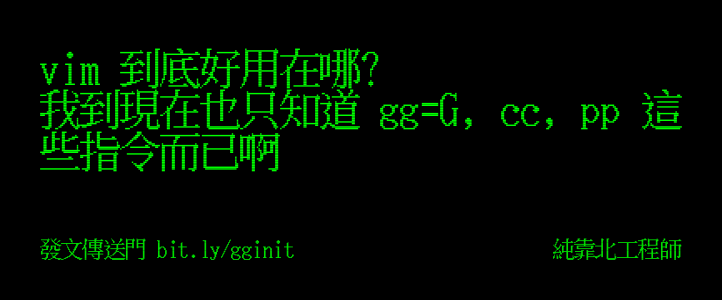 vim 到底好用在哪?
我到現在也只知道 gg=G, cc, pp 這
些指令而已啊
發文傳送門 bit.ly/gginit
純靠北工程師